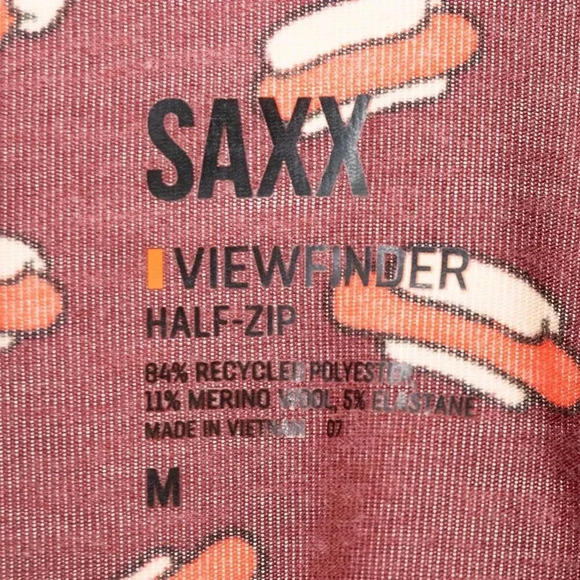 SAXX
VIEWFINDER
HALF-ZIP
84% RECYCLED POLYESTER,
11% MERINO WOOL, 5% ELASTANE
MADE IN VIETNAM 07
M